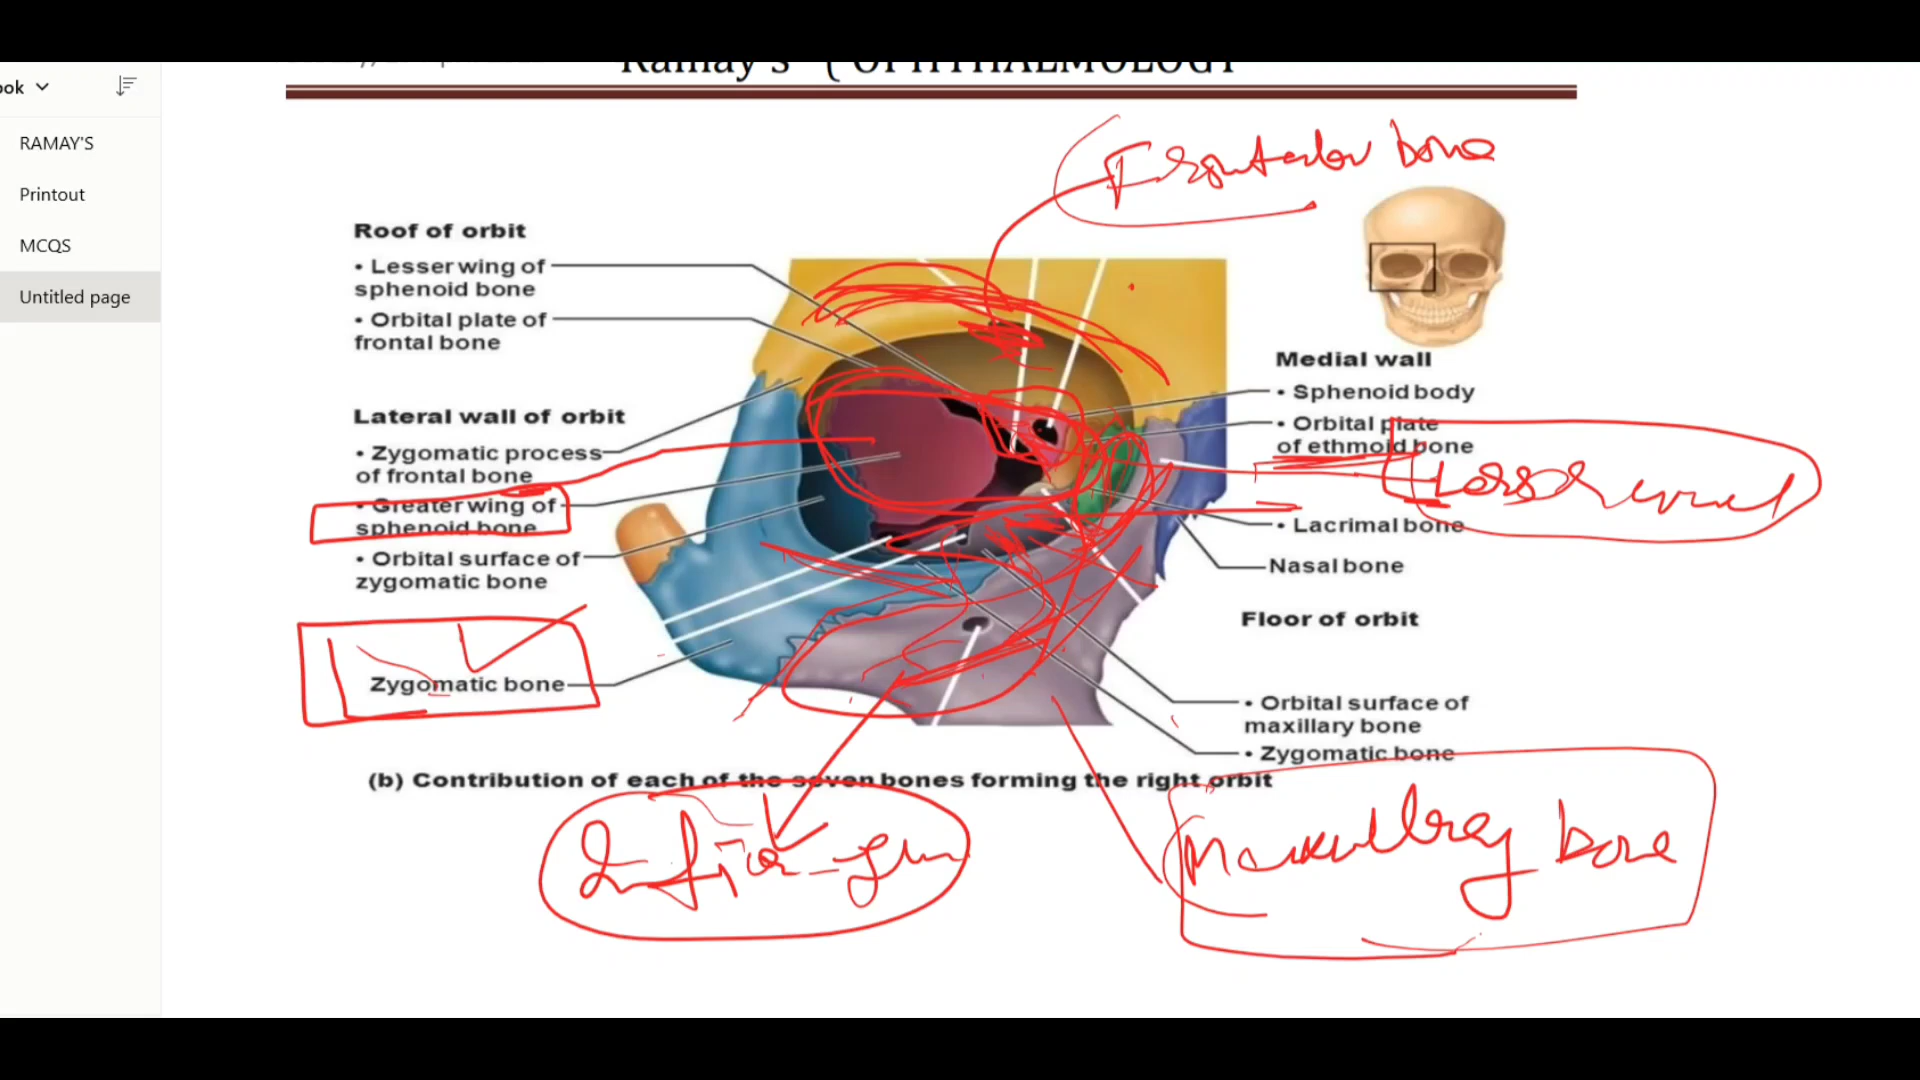 ook
RAMAY'S
Printout
MCQS
Untitled page
Ramay's ( OPHTHALMOLOGY
bone
Roof of orbit
• Lesser wing of
sphenoid bone
• Orbital plate of
frontal bone
Lateral wall of orbit
• Zygomatic process
of frontal bone
• Greater wing of
sphenoid bone
• Orbital surface of
zygomatic bone
Zygomatic bone
Medial wall
• Sphenoid body
• Orbital plate
of ethmoid bone
• Lacrimal bone
Nasal bone
Floor of orbit
• Orbital surface of
maxillary bone
• Zygomatic bone
(b) Contribution of each of the seven bones forming the right orbit
bone